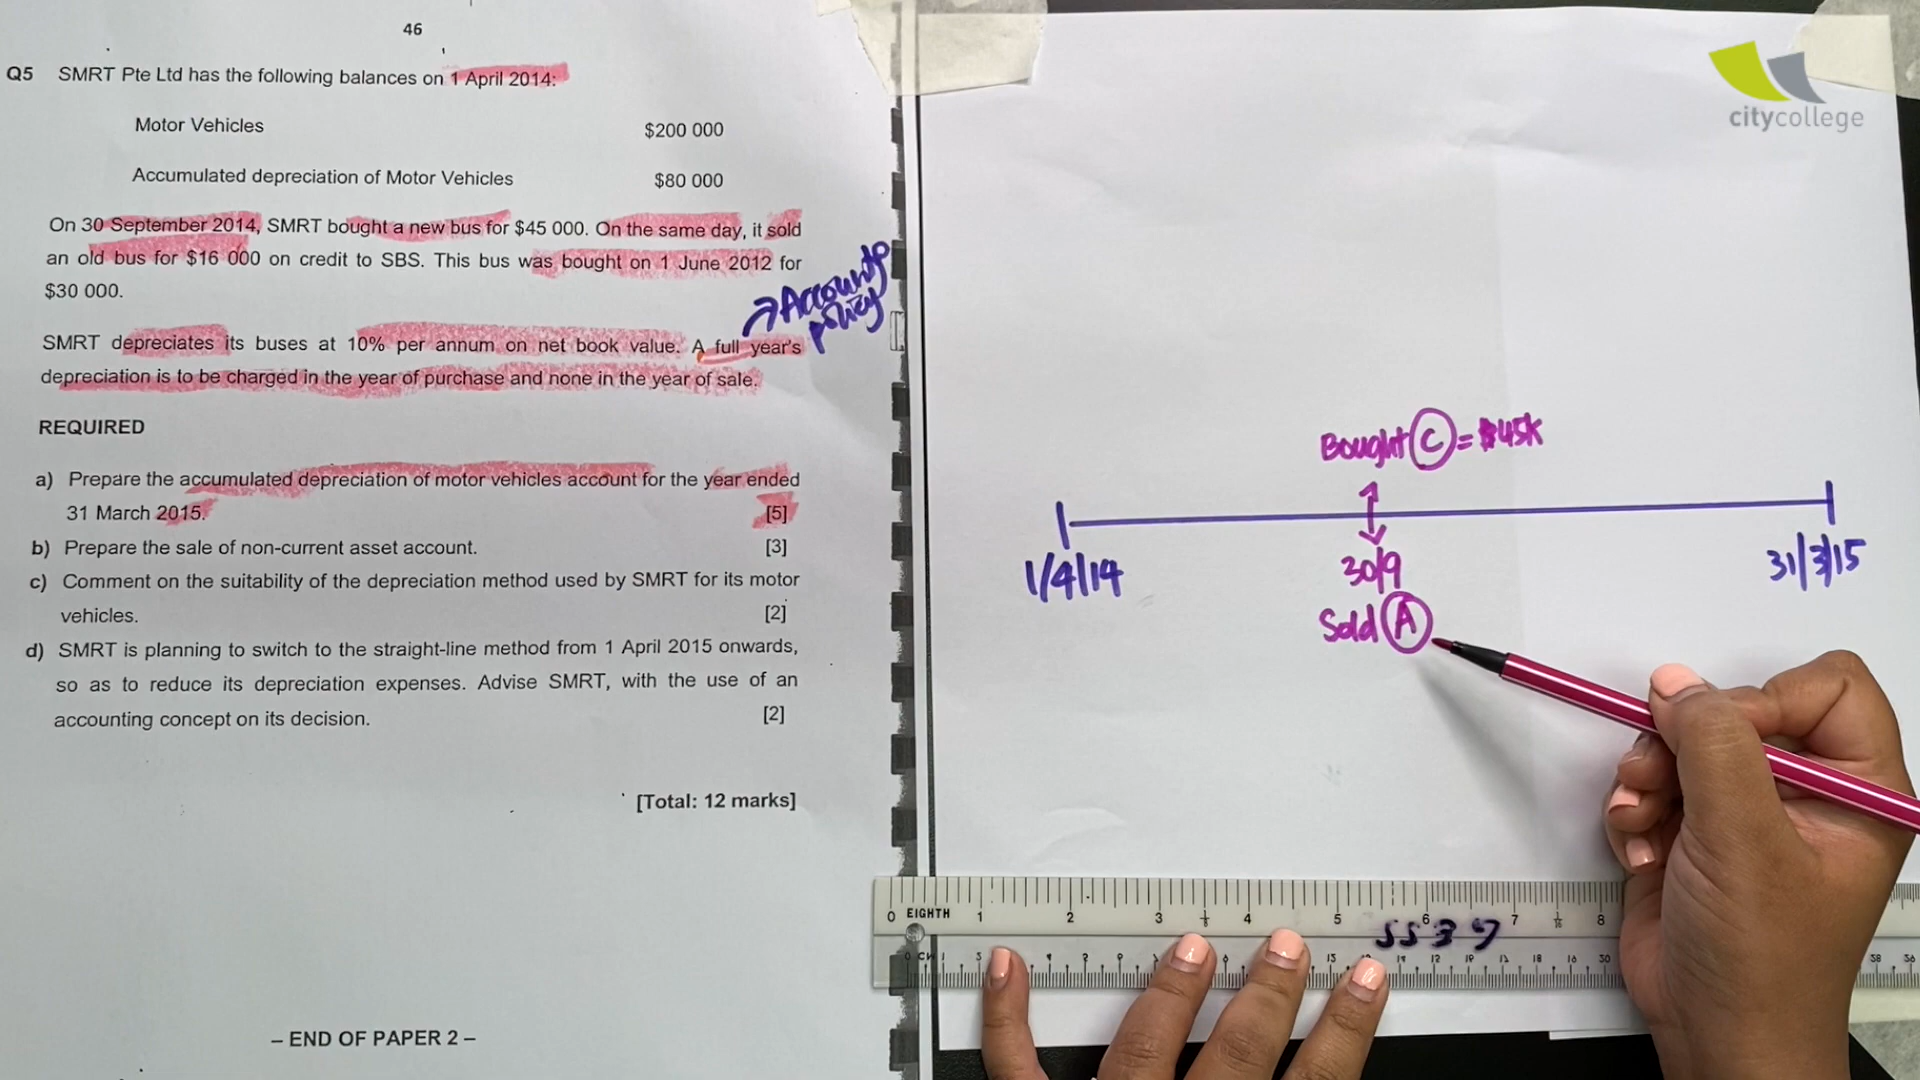 46
Q5 SMRT Pte Ltd has the following balances on 1 April 2014:
Motor Vehicles $200 000
Accumulated depreciation of Motor Vehicles $80 000
On 30 September 2014, SMRT bought a new bus for $45 000. On the same day, it sold
an old bus for $16 000 on credit to SBS. This bus was bought on 1 June 2012 for
$30 000.
SMRT depreciates its buses at 10% per annum on net book value. A full year's
depreciation is to be charged in the year of purchase and none in the year of sale.
REQUIRED
a) Prepare the accumulated depreciation of motor vehicles account for the year ended
31 March 2015. [5]
b) Prepare the sale of non-current asset account. [3]
c) Comment on the suitability of the depreciation method used by SMRT for its motor
vehicles. [2]
d) SMRT is planning to switch to the straight-line method from 1 April 2015 onwards,
so as to reduce its depreciation expenses. Advise SMRT, with the use of an
accounting concept on its decision. [2]
[Total: 12 marks]
– END OF PAPER 2 –
policy
citycollege
Bought C = $45K
1/4/14
30/9
31/3/15
Sold A
0 EIGHTH 1 2 3 4 5 6 7 8